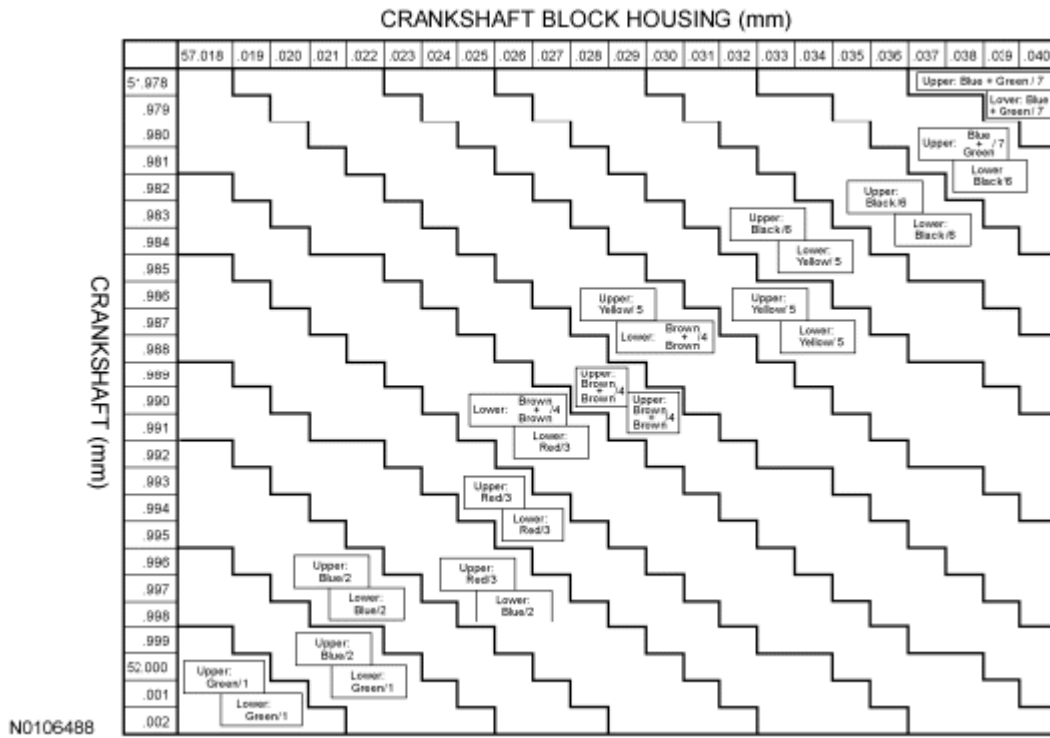 CRANKSHAFT BLOCK HOUSING (mm)
57.018 .019 .020 .021 .022 .023 024 .025 .026 .027 .028 .029 .030 .031 .032 .033 .034 .035 .036 .037 .038 .039 .040
51.978
Upper: Blue + Green/7
.979
Lower: Blue
+ Green/7
.980
Upper: Blue + Green /7
.981
Lower
Black/6
.982
Upper:
Black/6
.983
Upper:
Black/6
Lower:
Black/6
.984
Lower:
Yellow/5
.985
.986
Upper:
Yellow/5
Upper:
Yellow/5
.987
Lower: Brown + Brown /4
Lower:
Yellow/5
.988
CRANKSHAFT (mm)
.989
Upper:
Brown
+
Brown /4
.990
Lower: Brown + Brown /4
Upper:
Brown
+
Brown /4
.991
Lower:
Red/3
.992
.993
Upper:
Red/3
.994
Lower:
Red/3
.995
.996
Upper:
Blue/2
Upper:
Red/3
.997
Lower:
Blue/2
Lower:
Blue/2
.998
.999
Upper:
Blue/2
52.000
Upper:
Green/1
Lower:
Green/1
.001
Lower:
Green/1
.002
N0106488